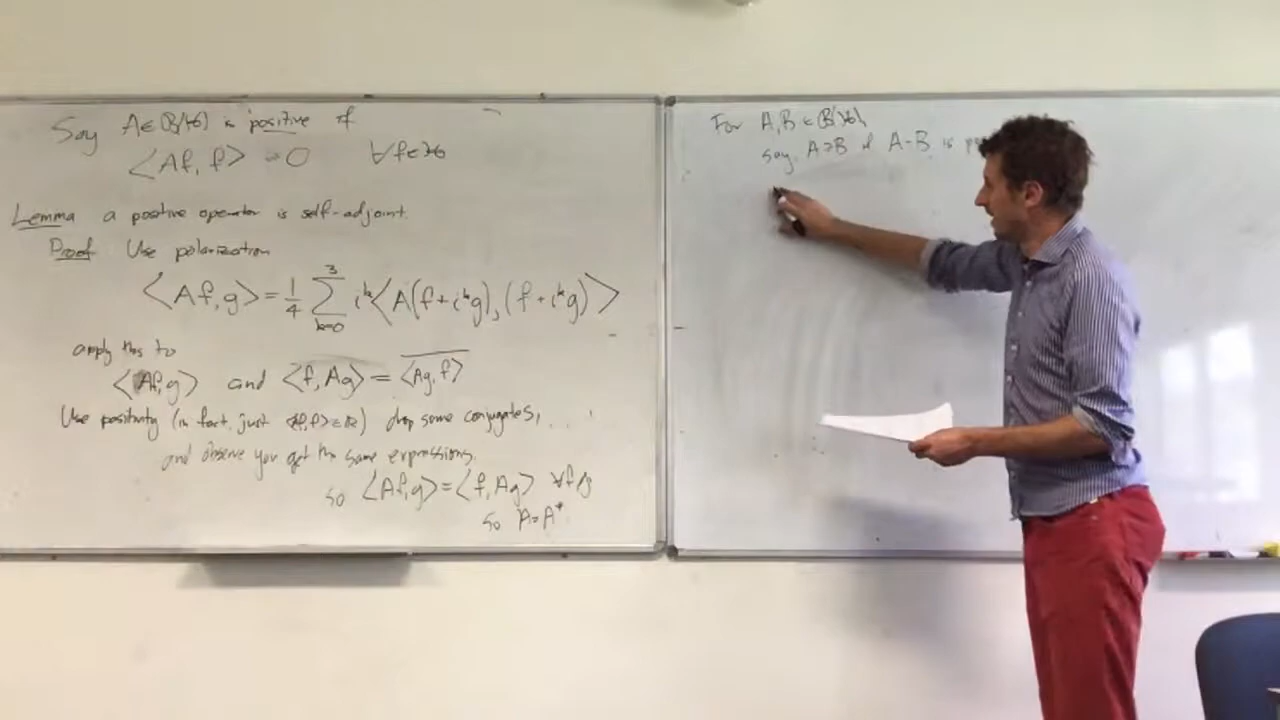 Say A ∈ B(H) is positive if
⟨Af, f⟩ ≥ 0 ∀f∈H
Lemma a positive operator is self-adjoint.
Proof Use polarization
⟨Af,g⟩ = 1/4 ∑_{k=0}^{3} i^k ⟨A(f+i^k g), (f+i^k g)⟩
apply this to
⟨Af,g⟩ and ⟨f,Ag⟩ = \overline{⟨Ag,f⟩}
Use positivity (in fact, just ⟨Af,f⟩∈ℝ) drop some conjugates, ...
and observe you get the same expressions.
so ⟨Af,g⟩ = ⟨f,Ag⟩ ∀f,g
so A=A*.
For A,B ∈ B(H)
say A≥B if A-B is